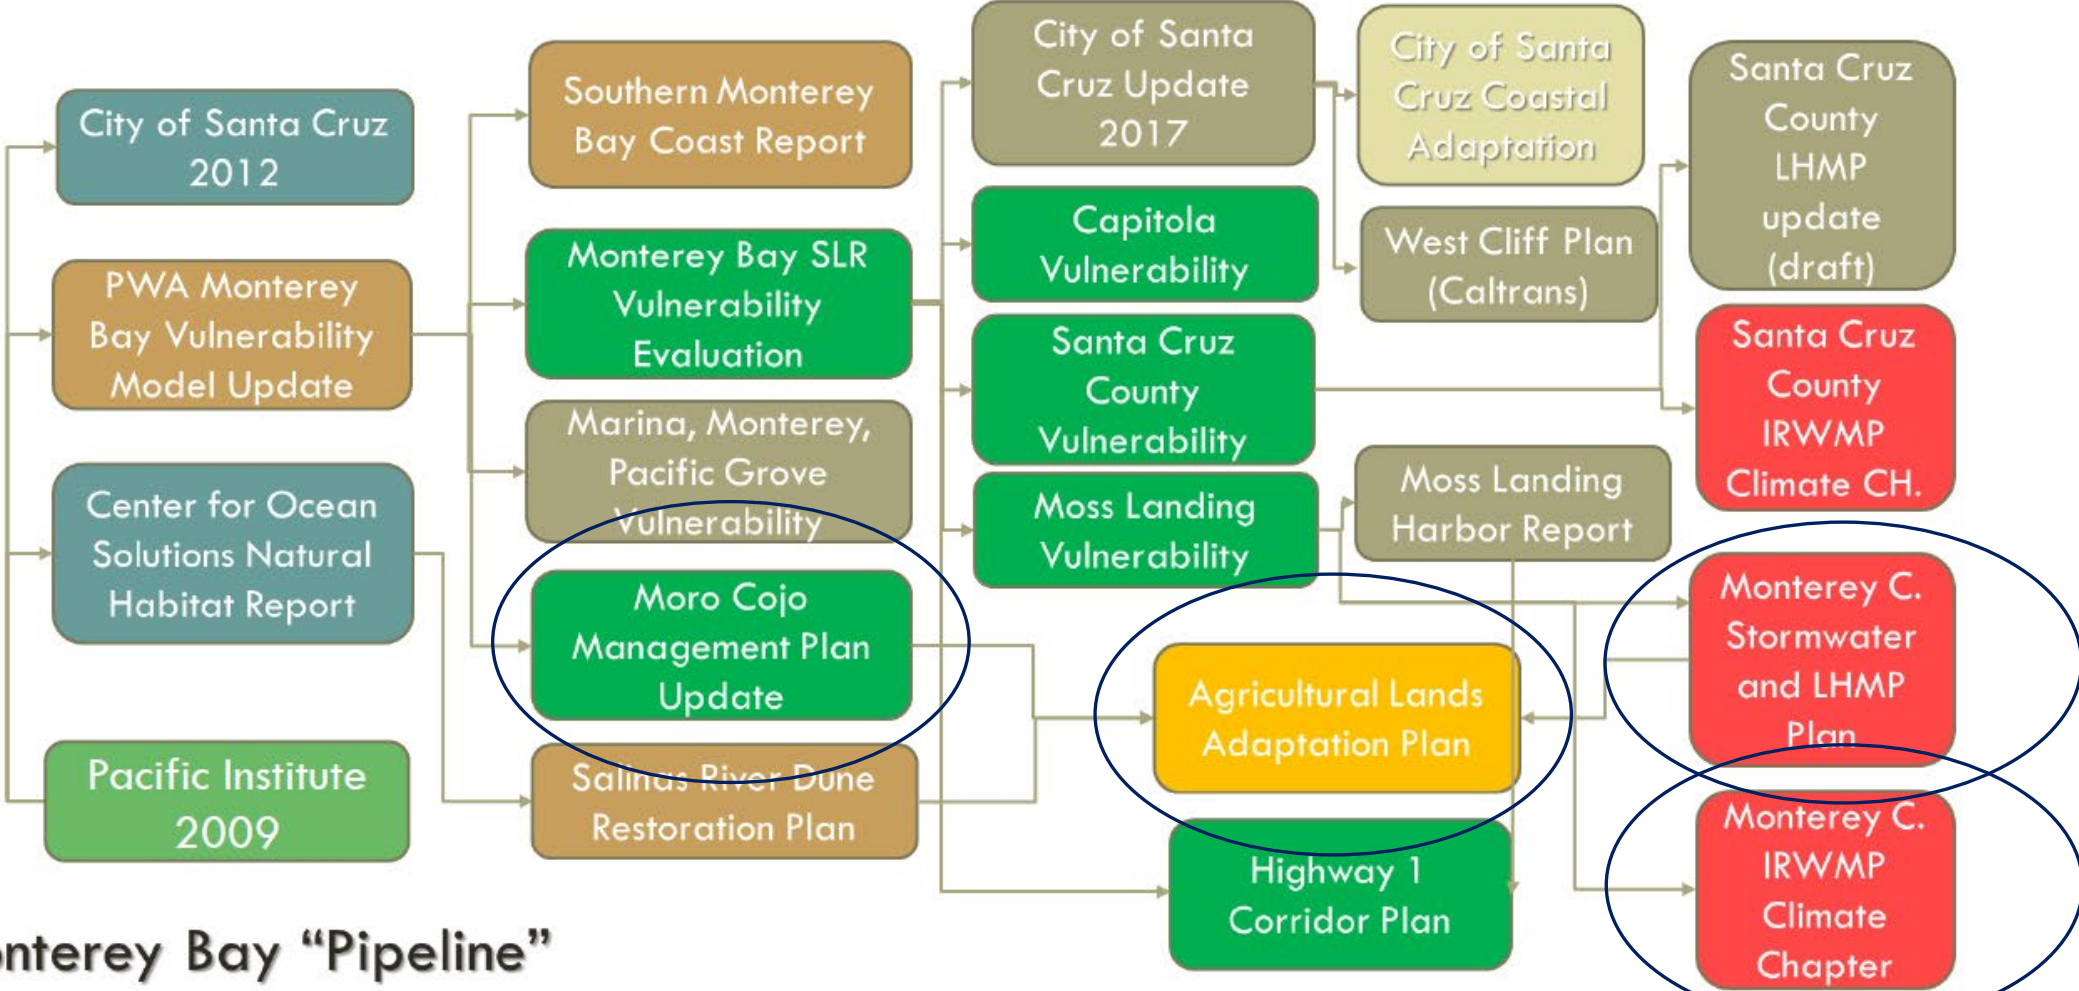 City of Santa Cruz
2012
PWA Monterey
Bay Vulnerability
Model Update
Center for Ocean
Solutions Natural
Habitat Report
Pacific Institute
2009
Southern Monterey
Bay Coast Report
Monterey Bay SLR
Vulnerability
Evaluation
Marina, Monterey,
Pacific Grove
Vulnerability
Moro Cojo
Management Plan
Update
Salinas River Dune
Restoration Plan
City of Santa
Cruz Update
2017
Capitola
Vulnerability
Santa Cruz
County
Vulnerability
Moss Landing
Vulnerability
Agricultural Lands
Adaptation Plan
Highway 1
Corridor Plan
City of Santa
Cruz Coastal
Adaptation
West Cliff Plan
(Caltrans)
Moss Landing
Harbor Report
Santa Cruz
County
LHMP
update
(draft)
Santa Cruz
County
IRWMP
Climate CH.
Monterey C.
Stormwater
and LHMP
Plan
Monterey C.
IRWMP
Climate
Chapter
onterey Bay “Pipeline”